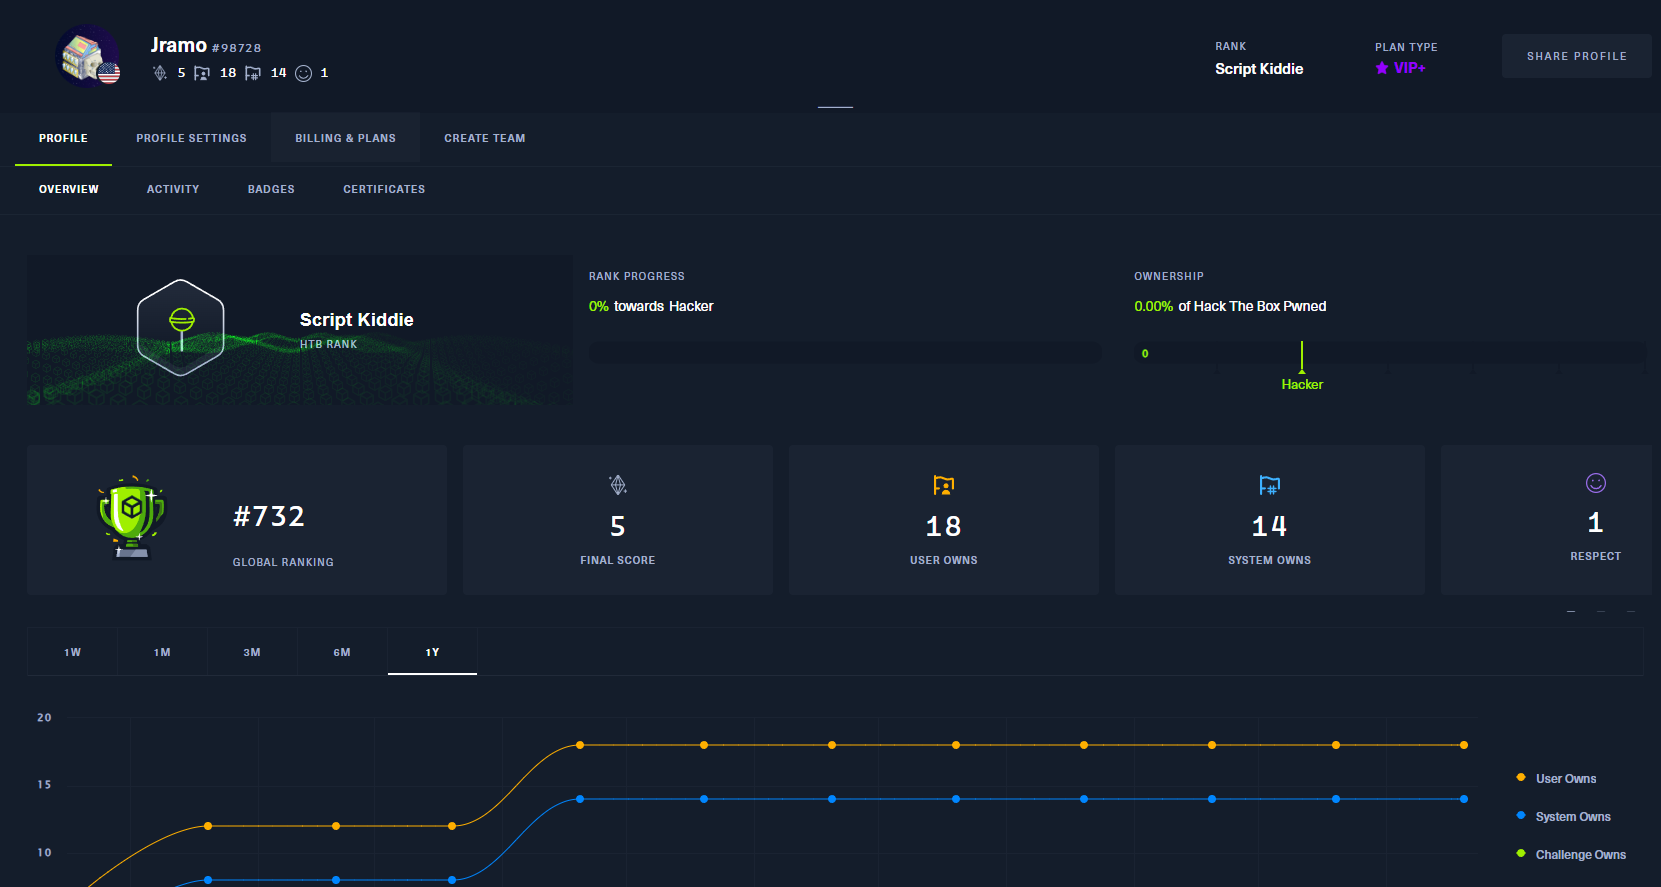 Jramo #98728
5 18 14 1
RANK
Script Kiddie
PLAN TYPE
VIP+
SHARE PROFILE
PROFILE PROFILE SETTINGS BILLING & PLANS CREATE TEAM
OVERVIEW ACTIVITY BADGES CERTIFICATES
Script Kiddie
HTB RANK
RANK PROGRESS
0% towards Hacker
OWNERSHIP
0.00% of Hack The Box Pwned
0
Hacker
#732
GLOBAL RANKING
5
FINAL SCORE
18
USER OWNS
14
SYSTEM OWNS
1
RESPECT
1W 1M 3M 6M 1Y
20
15
10
User Owns
System Owns
Challenge Owns